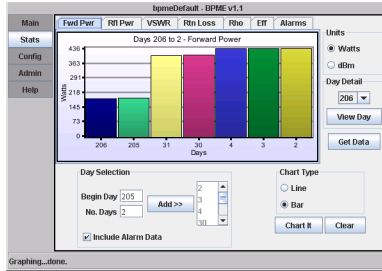 bpmeDefault - BPME v1.1
Main
Stats
Config
Admin
Help
Fwd Pwr
Rfl Pwr
VSWR
Rtn Loss
Rho
Eff
Alarms
Days 206 to 2 - Forward Power
Watts
436
363
291
218
145
73
0
206 205 31 30 4 3 2
Days
Units
Watts
dBm
Day Detail
206
View Day
Get Data
Day Selection
Begin Day 205
No. Days 2
Add >>
2
3
4
30
Include Alarm Data
Chart Type
Line
Bar
Chart It
Clear
Graphing...done.